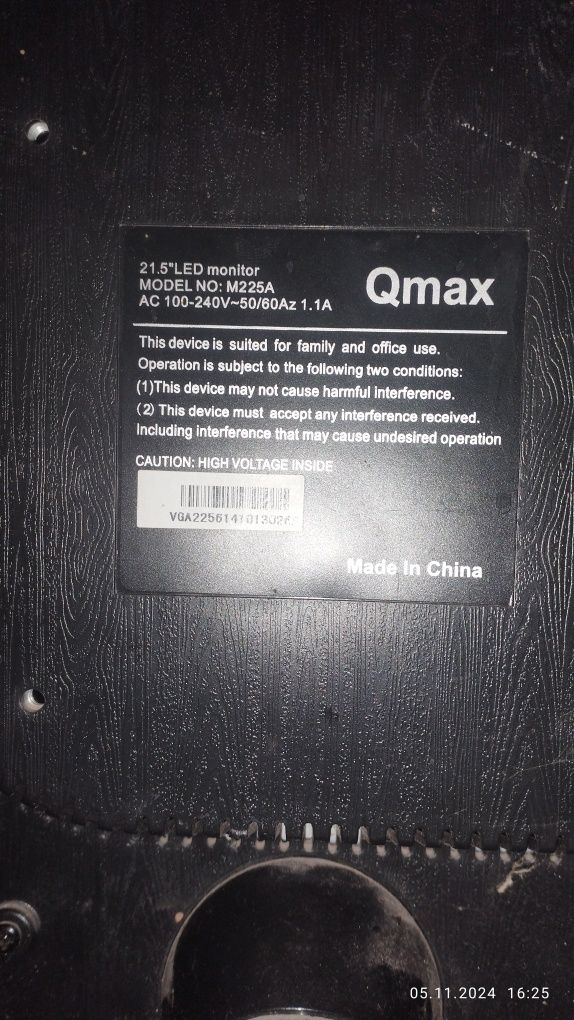 21.5"LED monitor
MODEL NO: M225A
AC 100-240V~50/60Az 1.1A
Qmax
This device is suited for family and office use.
Operation is subject to the following two conditions:
(1)This device may not cause harmful interference.
(2) This device must accept any interference received.
Including interference that may cause undesired operation
CAUTION: HIGH VOLTAGE INSIDE
Made In China
05.11.2024 16:25